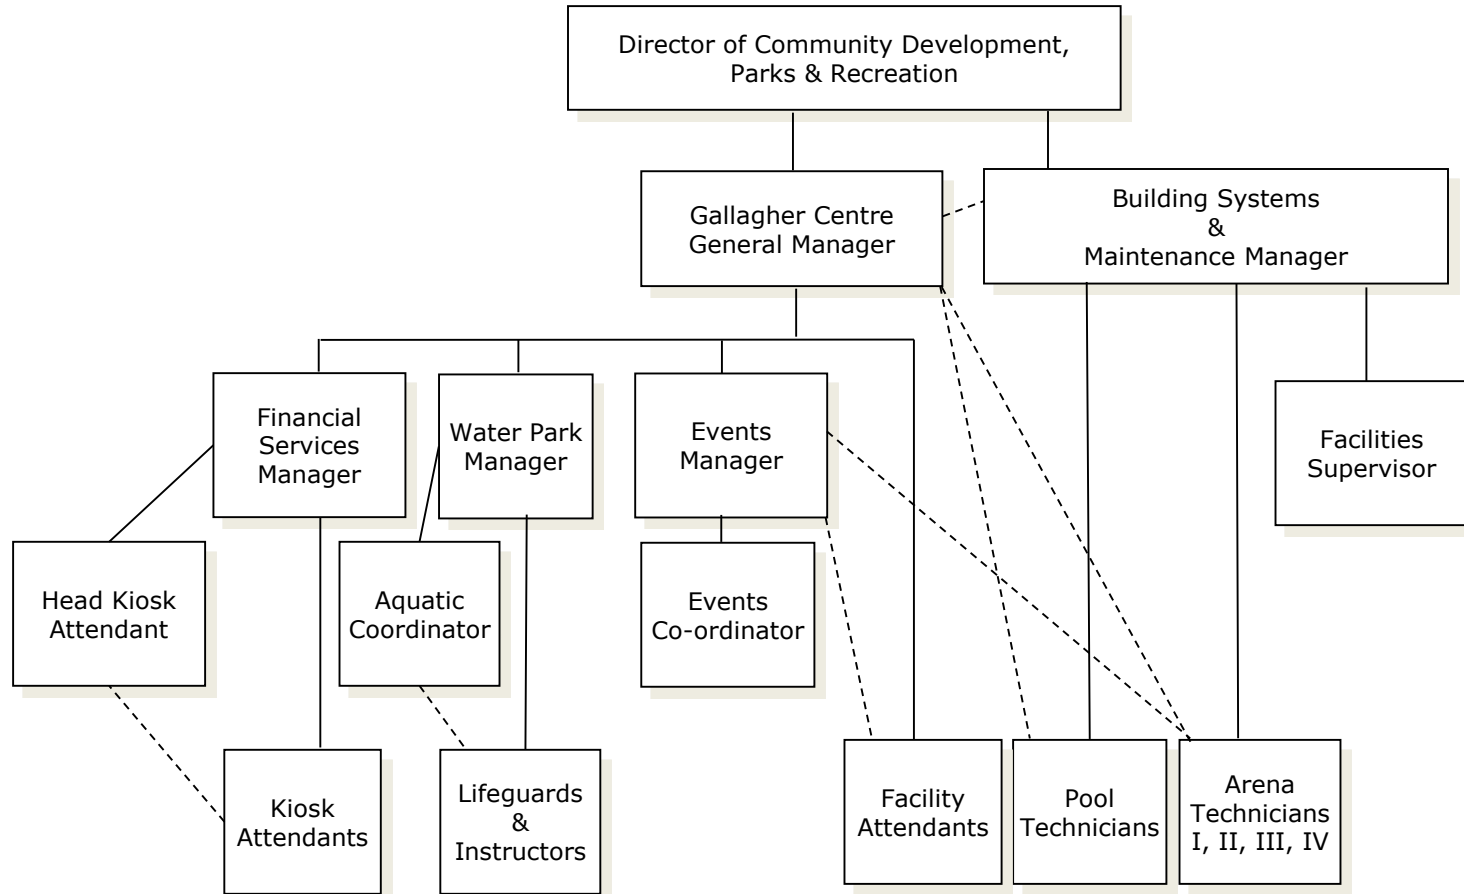 Director of Community Development,
Parks & Recreation
Gallagher Centre
General Manager
Building Systems
&
Maintenance Manager
Financial
Services
Manager
Water Park
Manager
Events
Manager
Facilities
Supervisor
Head Kiosk
Attendant
Aquatic
Coordinator
Events
Co-ordinator
Kiosk
Attendants
Lifeguards
&
Instructors
Facility
Attendants
Pool
Technicians
Arena
Technicians
I, II, III, IV